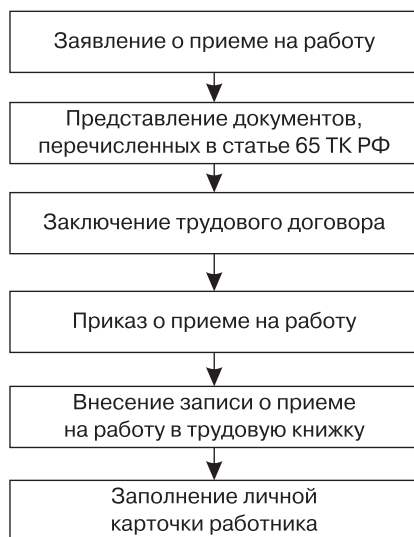 Заявление о приеме на работу
Представление документов,
перечисленных в статье 65 ТК РФ
Заключение трудового договора
Приказ о приеме на работу
Внесение записи о приеме
на работу в трудовую книжку
Заполнение личной
карточки работника